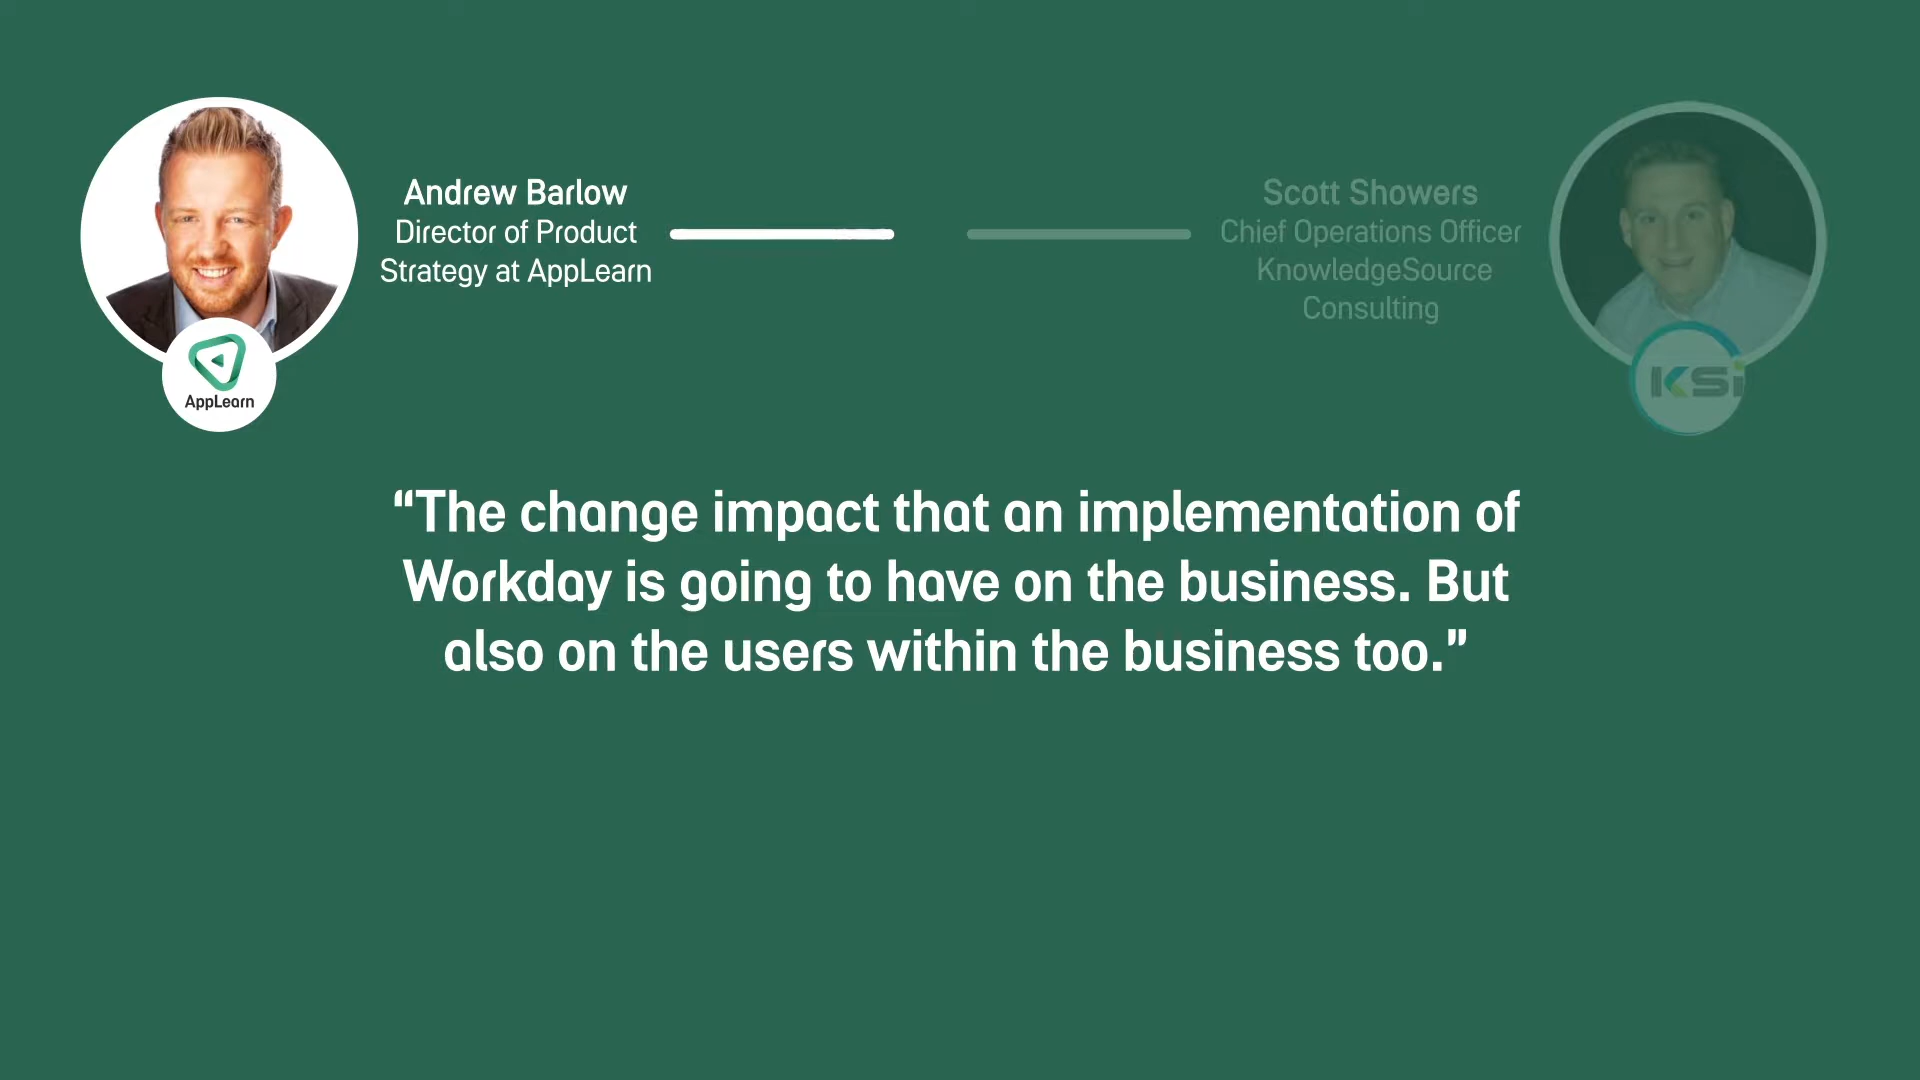 Andrew Barlow
Director of Product
Strategy at AppLearn
AppLearn
Scott Showers
Chief Operations Officer
KnowledgeSource
Consulting
KSi
“The change impact that an implementation of
Workday is going to have on the business. But
also on the users within the business too.”